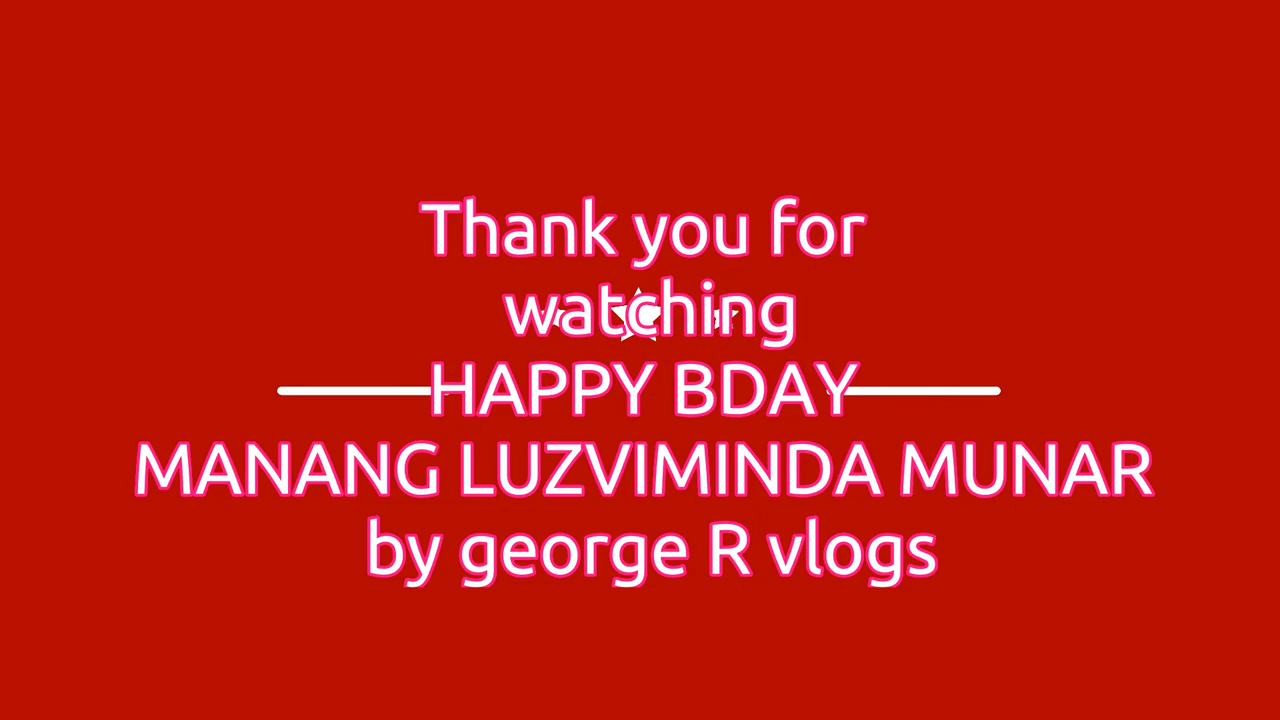 Thank you for
watching
HAPPY BDAY
MANANG LUZVIMINDA MUNAR
by george R vlogs